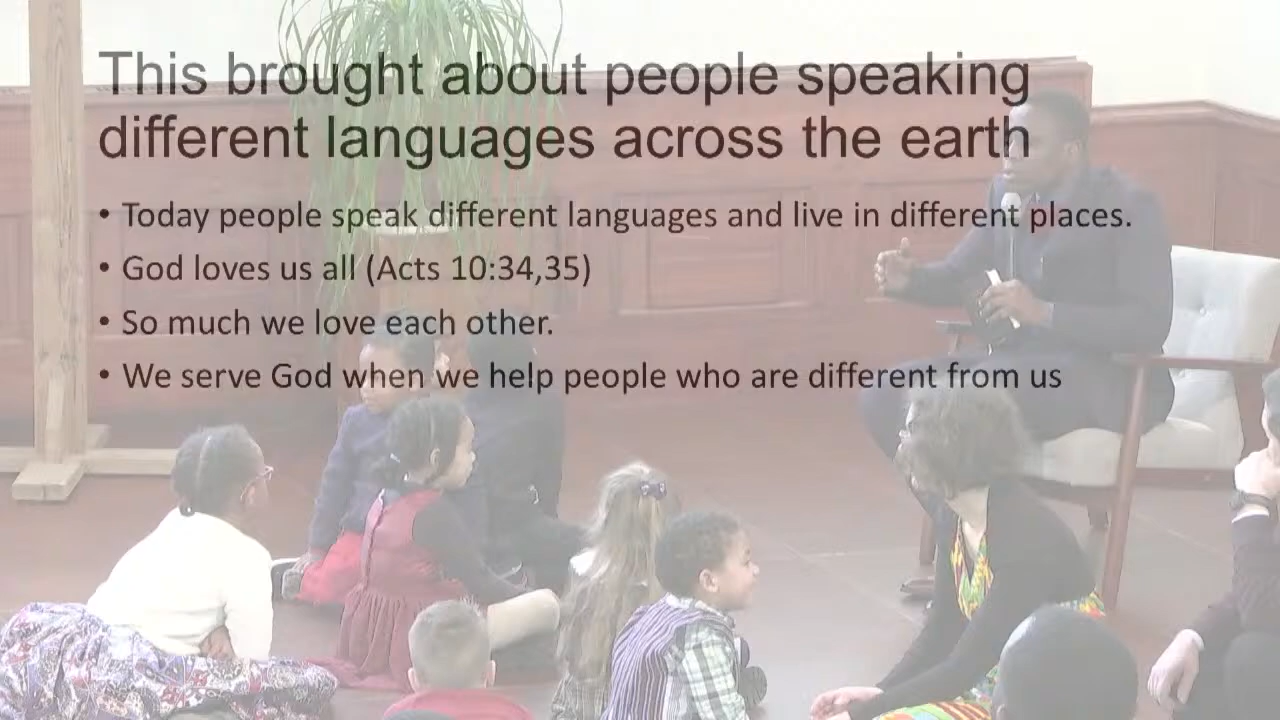 This brought about people speaking
different languages across the earth
• Today people speak different languages and live in different places.
• God loves us all (Acts 10:34,35)
• So much we love each other.
• We serve God when we help people who are different from us